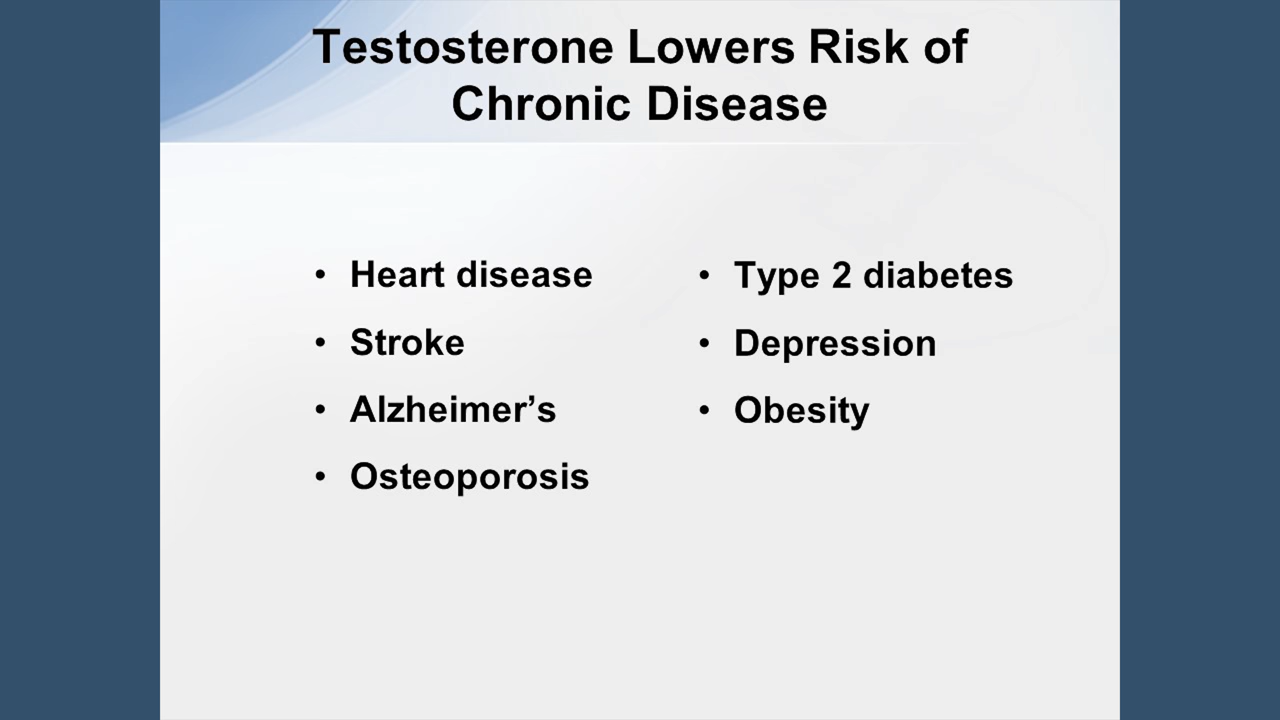 Testosterone Lowers Risk of
Chronic Disease
• Heart disease
• Stroke
• Alzheimer’s
• Osteoporosis
• Type 2 diabetes
• Depression
• Obesity